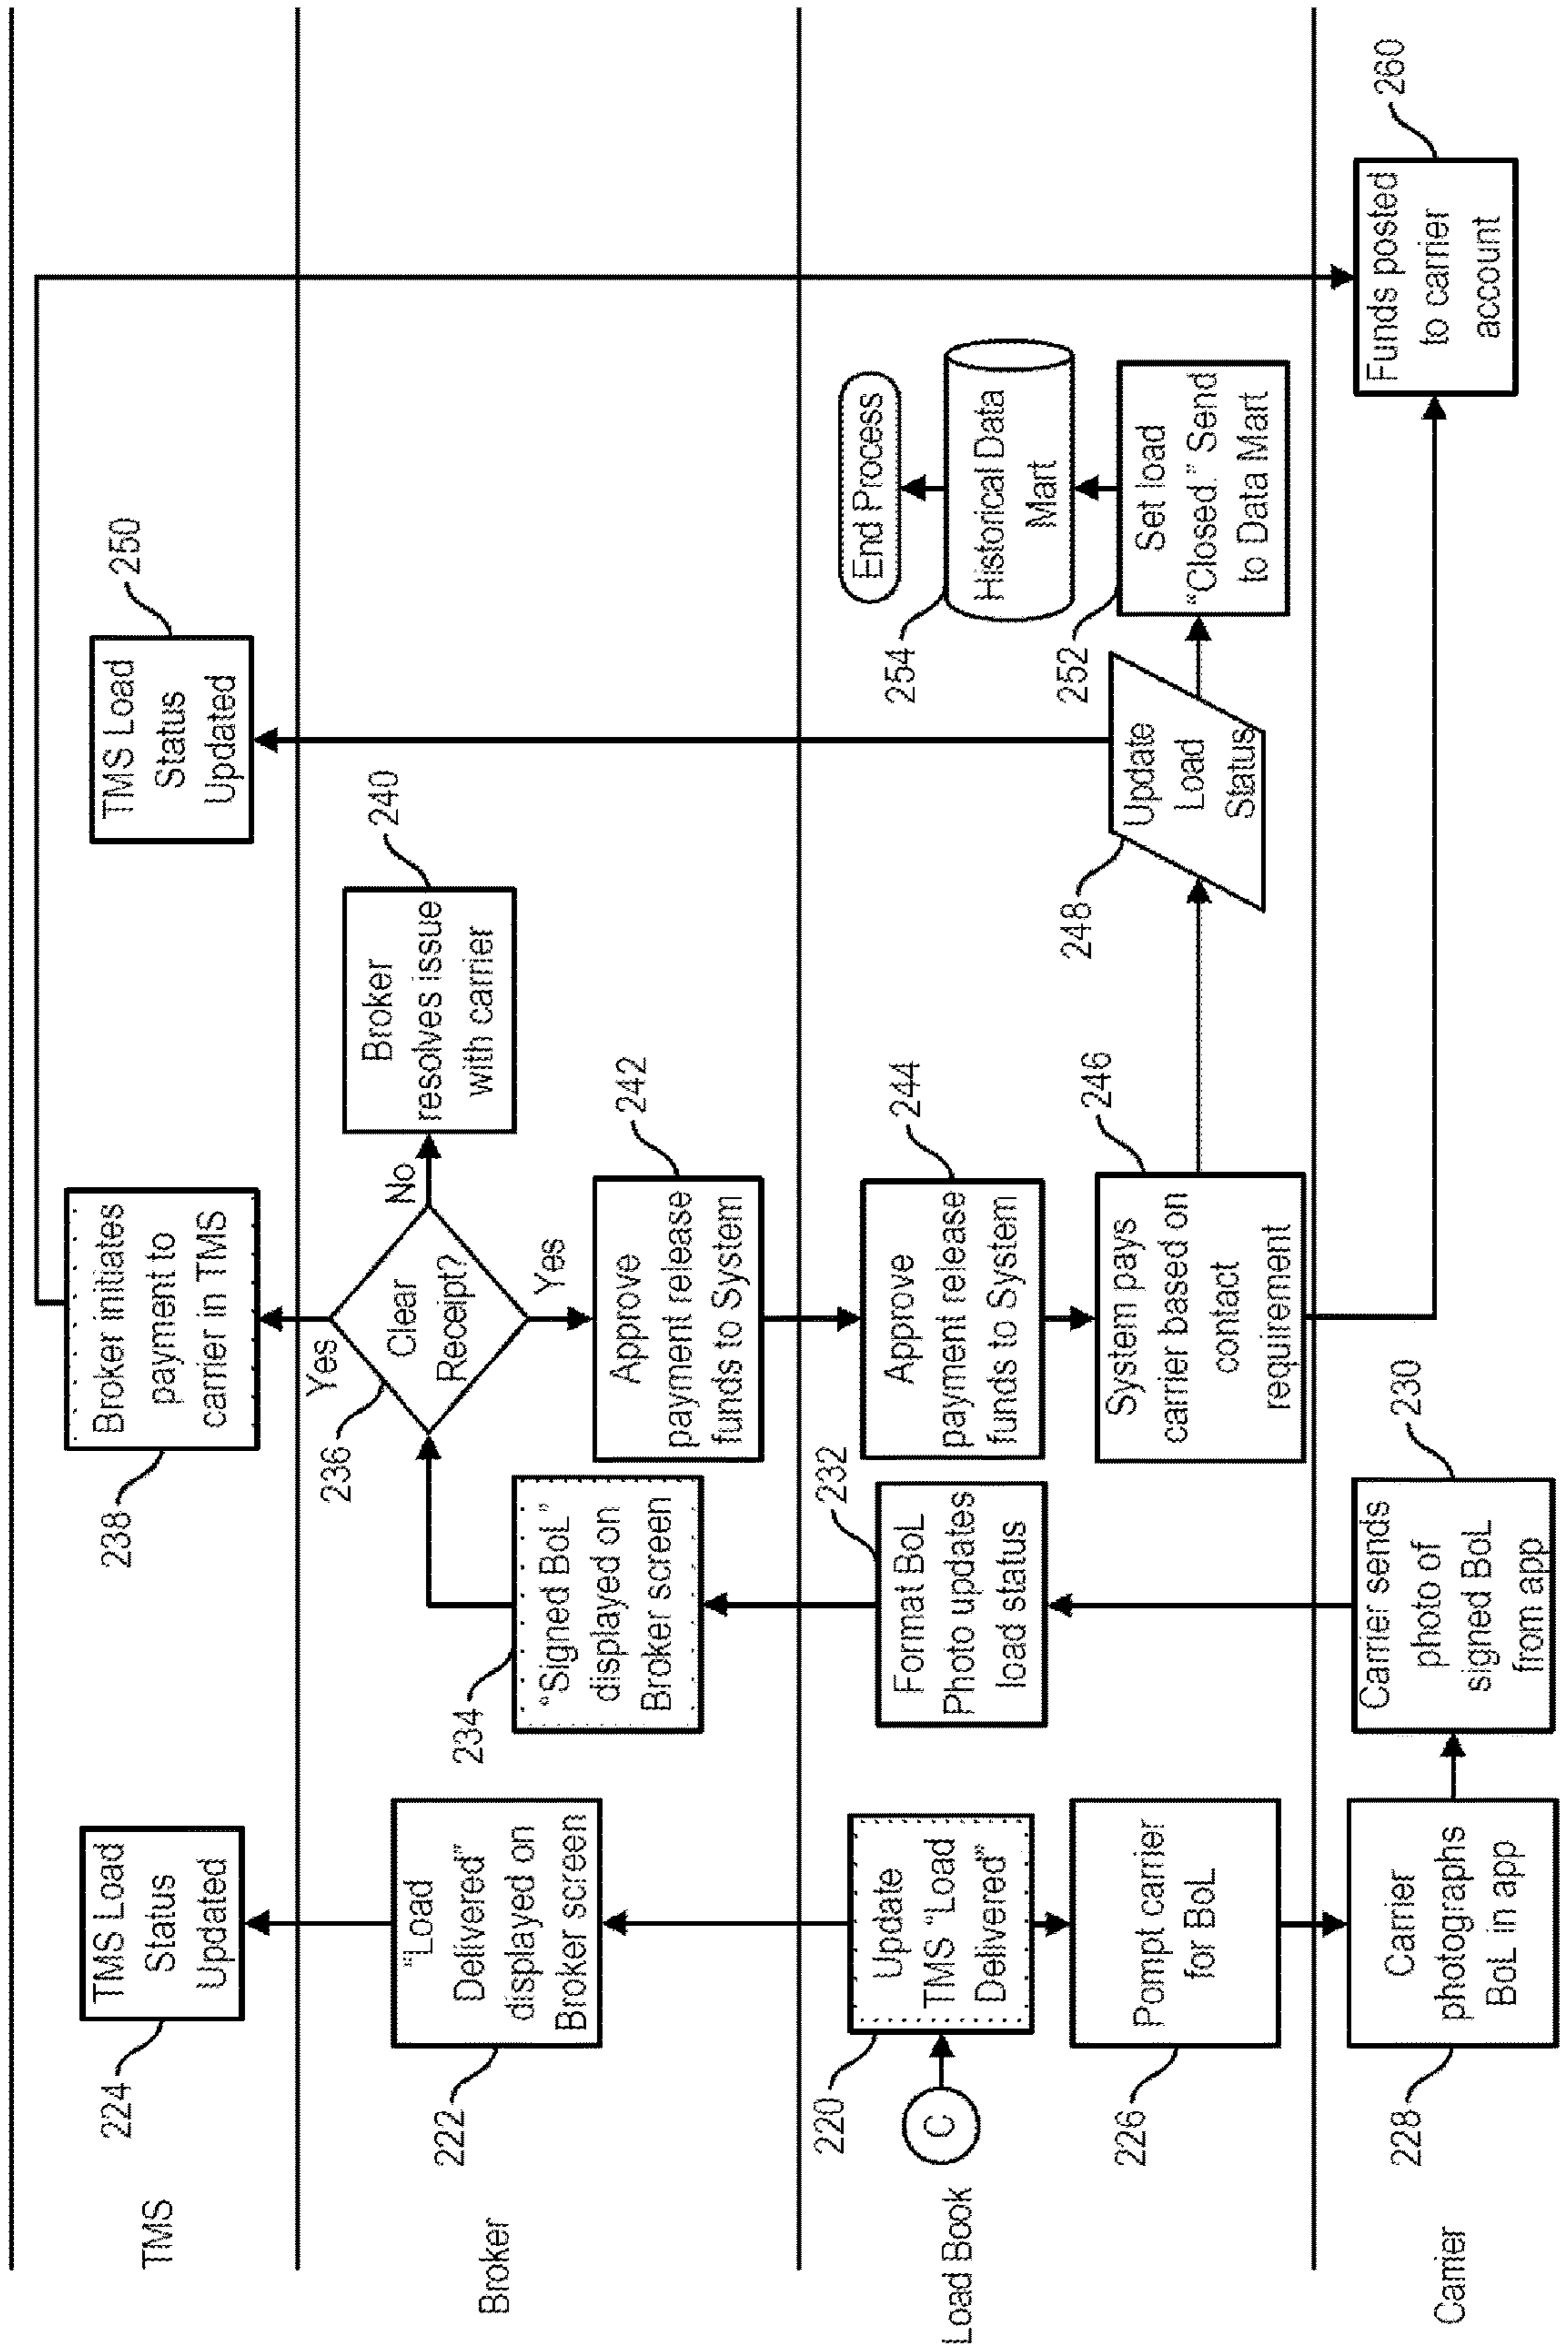 TMS
224
TMS Load
Status
Updated
238
Broker initiates
payment to
carrier in TMS
250
TMS Load
Status
Updated
Broker
222
“Load
Delivered”
displayed on
Broker screen
234
“Signed BoL”
displayed on
Broker screen
236
Yes
Clear
Receipt?
No
Yes
240
Broker
resolves issue
with carrier
242
Approve
payment release
funds to System
Load Book
C
220
Update
TMS “Load
Delivered”
226
Pompt carrier
for BoL
232
Format BoL
Photo updates
load status
244
Approve
payment release
funds to System
246
System pays
carrier based on
contact
requirement
248
Update
Load
Status
252
Set load
“Closed.” Send
to Data Mart
254
Historical Data
Mart
End Process
Carrier
228
Carrier
photographs
BoL in app
230
Carrier sends
photo of
signed BoL
from app
260
Funds posted
to carrier
account